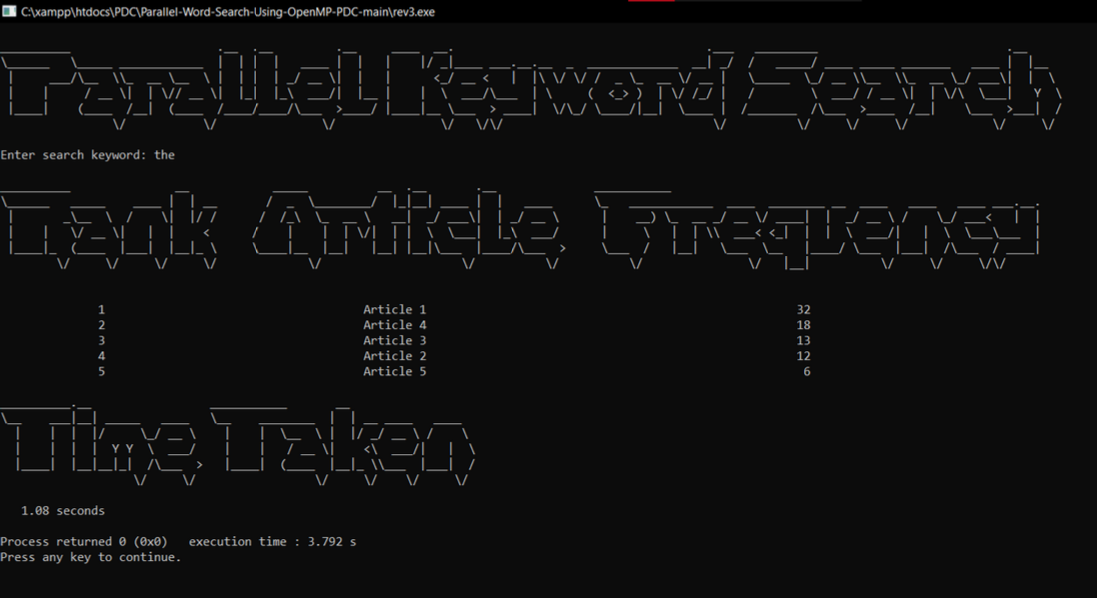 C:\xampp\htdocs\PDC\Parallel-Word-Search-Using-OpenMP-PDC-main\rev3.exe
Parallel Keyword Search
Enter search keyword: the
Rank Article Frequency
1 Article 1 32
2 Article 4 18
3 Article 3 13
4 Article 2 12
5 Article 5 6
Time Taken
1.08 seconds
Process returned 0 (0x0) execution time : 3.792 s
Press any key to continue.